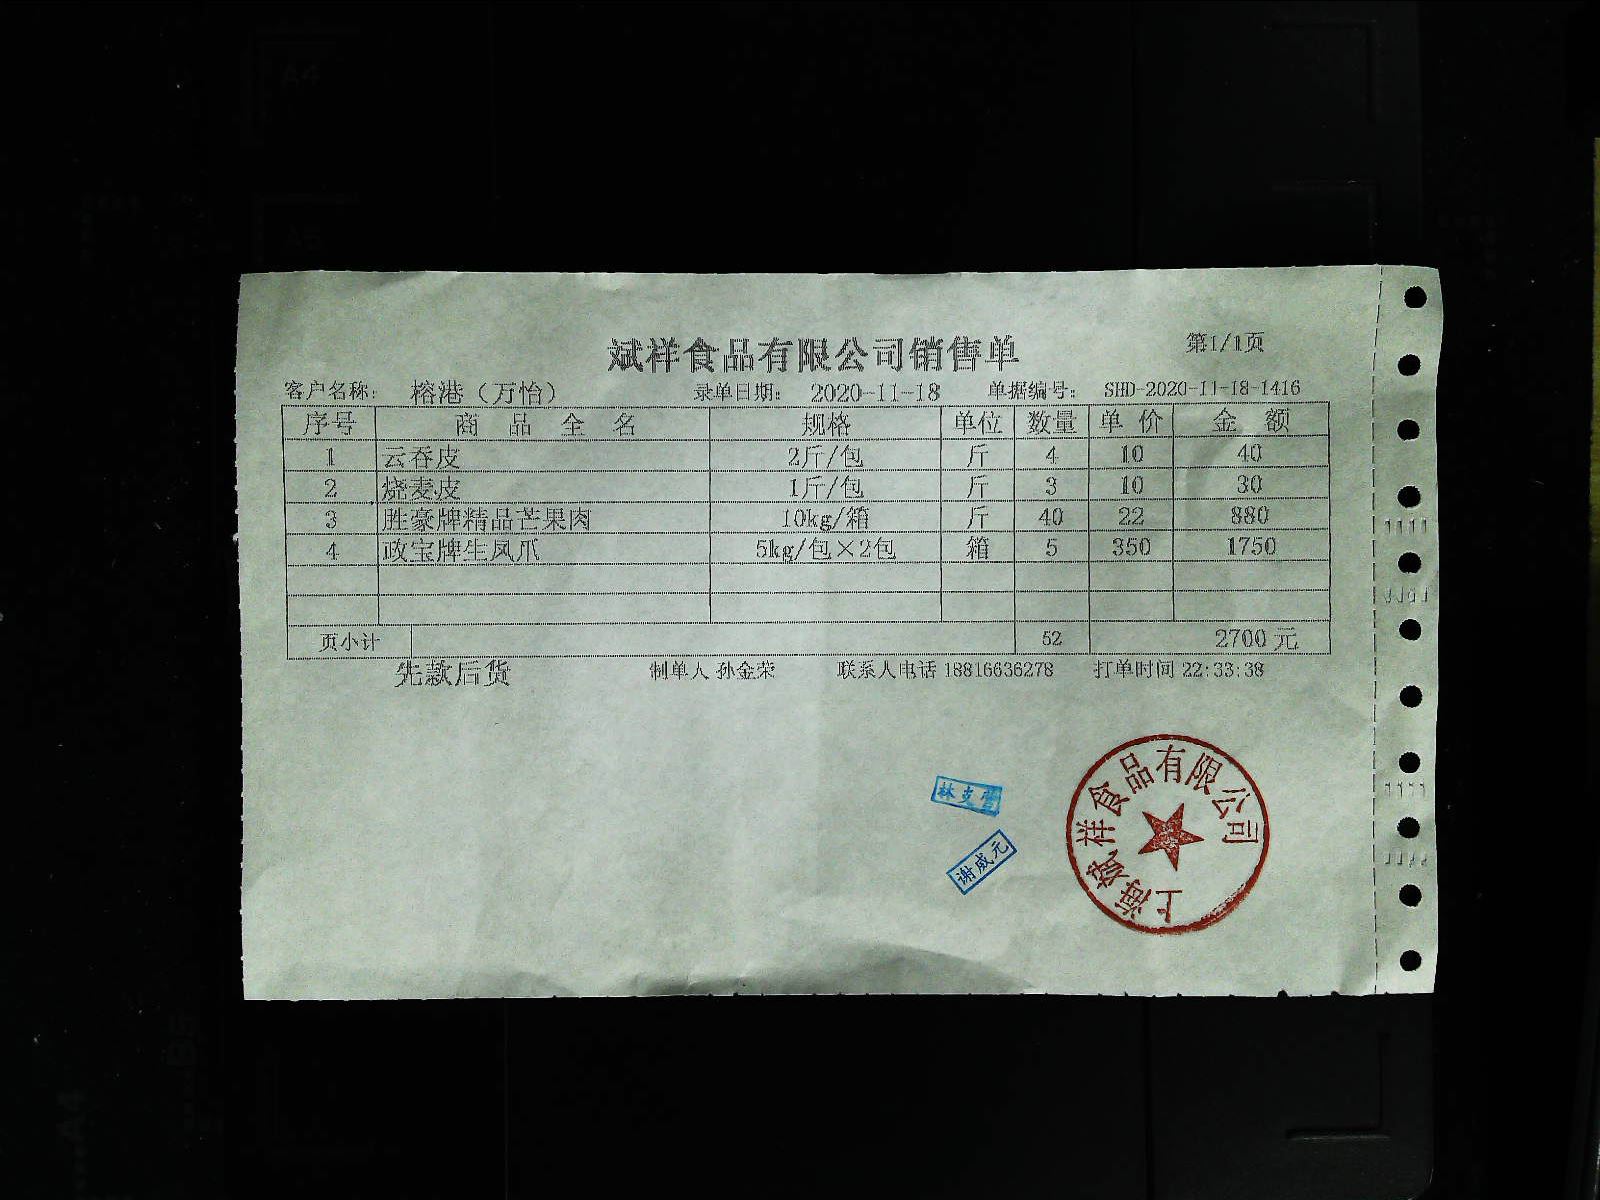 斌祥食品有限公司销售单
第1/1页
客户名称: 榕港（万怡） 录单日期: 2020-11-18 单据编号: SHD-2020-11-18-1416
序号 商品全名 规格 单位 数量 单价 金额
1 云吞皮 2斤/包 斤 4 10 40
2 烧麦皮 1斤/包 斤 3 10 30
3 胜豪牌精品芒果肉 10kg/箱 斤 40 22 880
4 政宝牌生凤爪 5kg/包×2包 箱 5 350 1750
页小计 52 2700元
先款后货 制单人 孙金荣 联系人电话 18816636278 打单时间 22:33:38
上海斌祥食品有限公司
谢威元
A4
A5
B5
A4